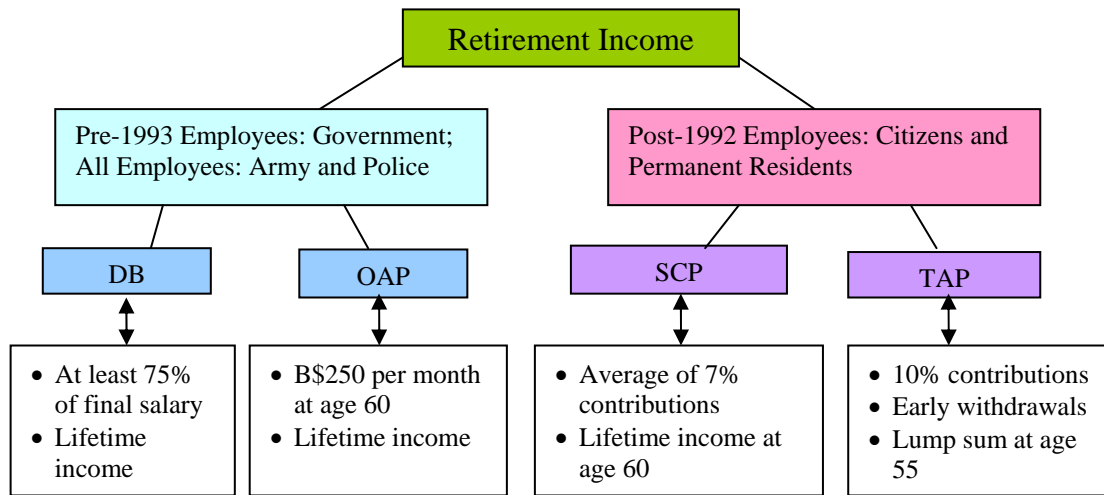 Retirement Income
Pre-1993 Employees: Government;
All Employees: Army and Police
Post-1992 Employees: Citizens and
Permanent Residents
DB
OAP
SCP
TAP
• At least 75%
of final salary
• Lifetime
income
• B$250 per month
at age 60
• Lifetime income
• Average of 7%
contributions
• Lifetime income at
age 60
• 10% contributions
• Early withdrawals
• Lump sum at age
55